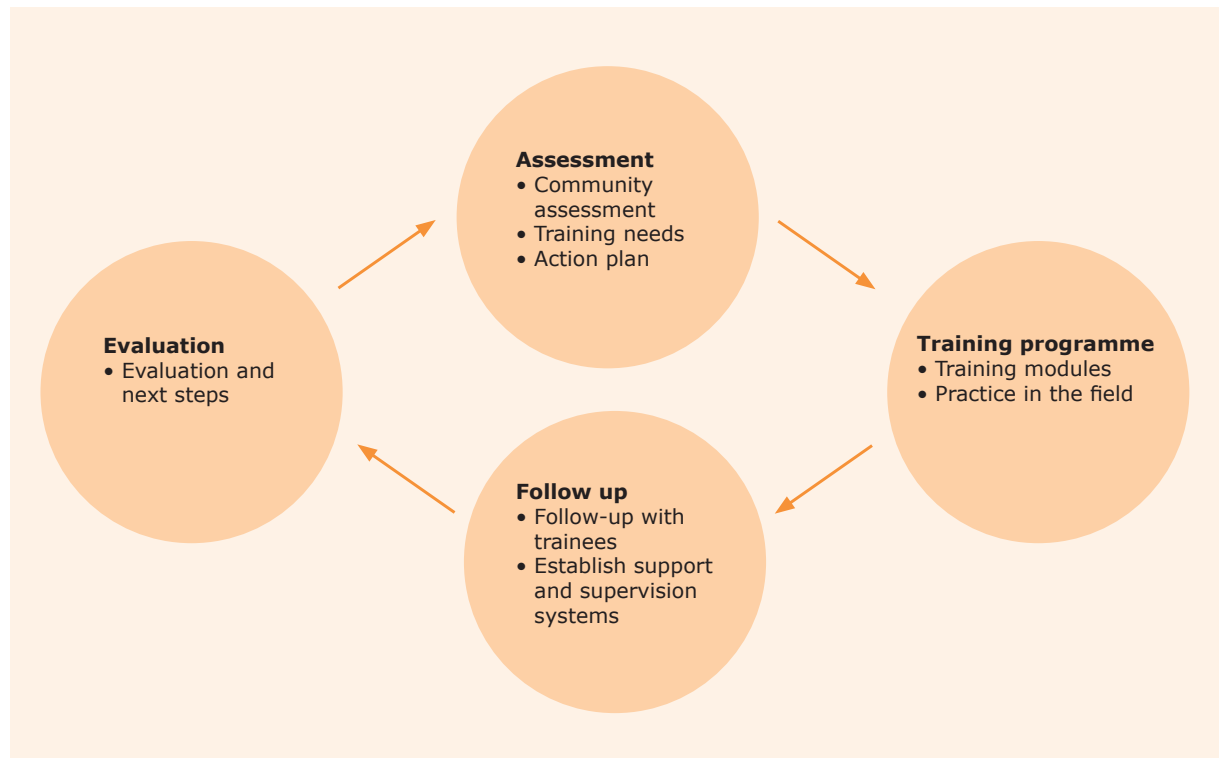 Assessment
• Community
assessment
• Training needs
• Action plan
Training programme
• Training modules
• Practice in the field
Follow up
• Follow-up with
trainees
• Establish support
and supervision
systems
Evaluation
• Evaluation and
next steps